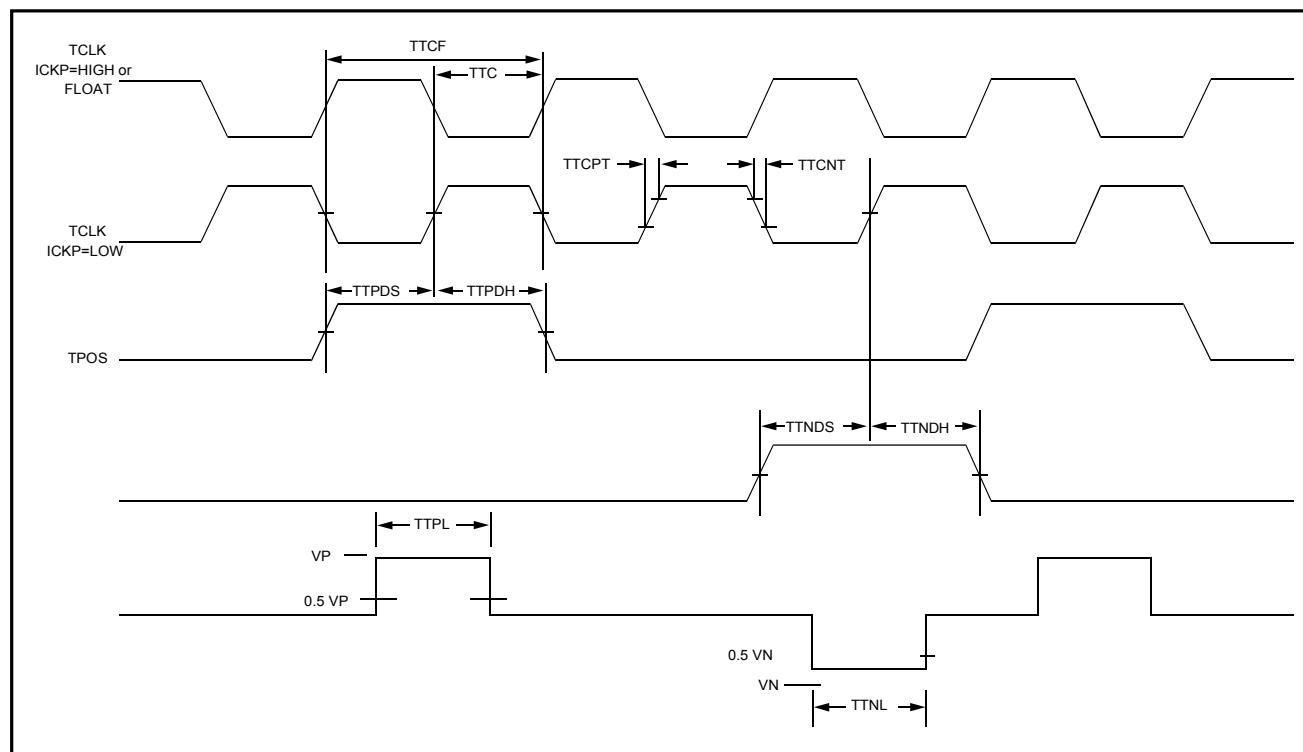 TCLK
ICKP=HIGH or
FLOAT
TTCF
TTC
TTCPT
TTCNT
TCLK
ICKP=LOW
TTPDS
TTPDH
TPOS
TTNDS
TTNDH
TTPL
VP
0.5 VP
0.5 VN
VN
TTNL